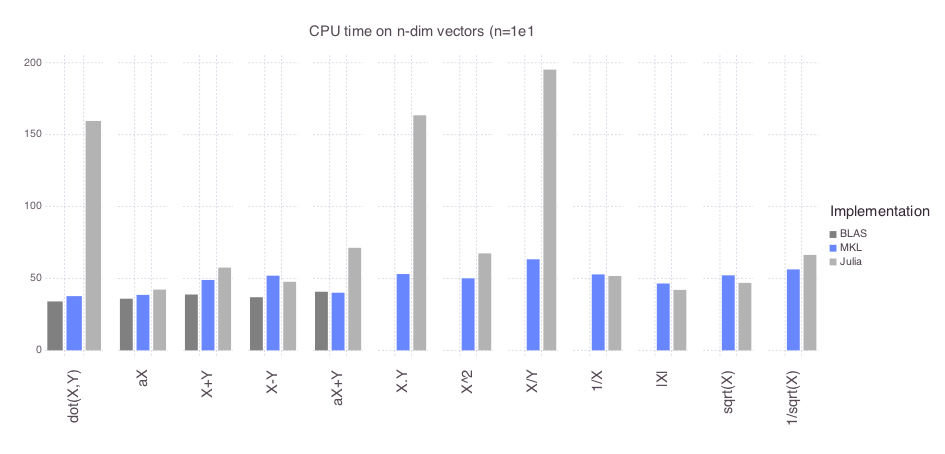 CPU time on n-dim vectors (n=1e1
200
150
100
50
0
dot(X,Y)
aX
X+Y
X-Y
aX+Y
X.Y
X^2
X/Y
1/X
|X|
sqrt(X)
1/sqrt(X)
Implementation
BLAS
MKL
Julia